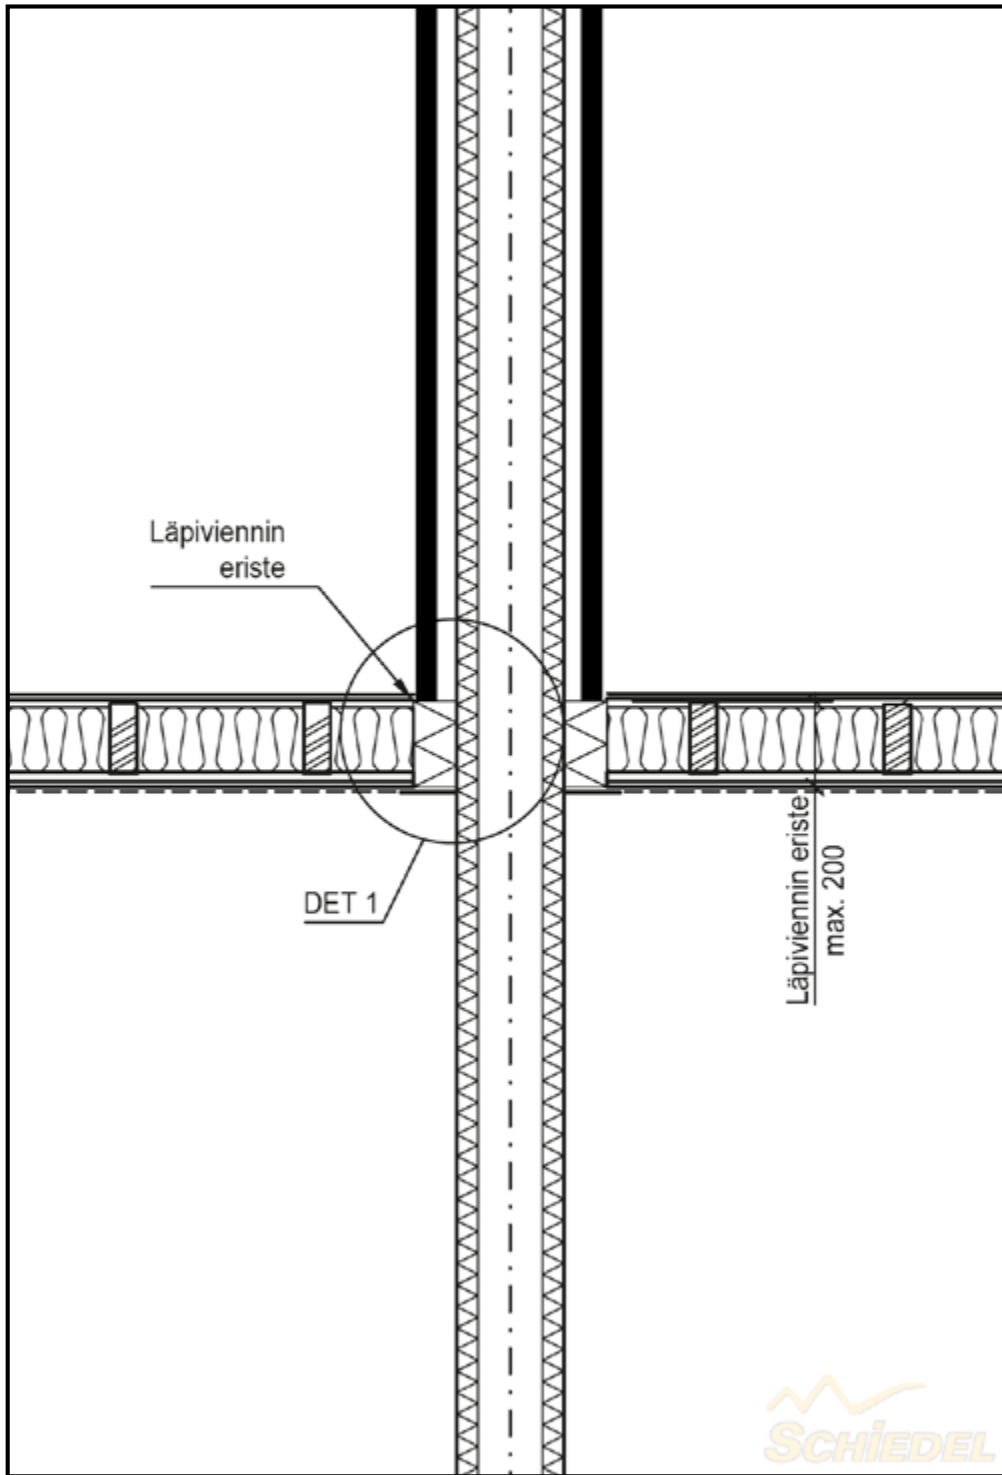 Läpiviennin
eriste
DET 1
Läpiviennin eriste
max. 200
SCHIEDEL